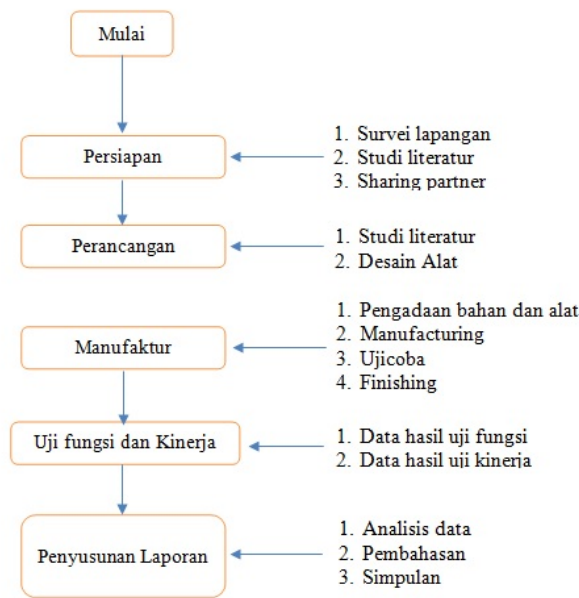 Mulai
Persiapan
1. Survei lapangan
2. Studi literatur
3. Sharing partner
Perancangan
1. Studi literatur
2. Desain Alat
Manufaktur
1. Pengadaan bahan dan alat
2. Manufacturing
3. Ujicoba
4. Finishing
Uji fungsi dan Kinerja
1. Data hasil uji fungsi
2. Data hasil uji kinerja
Penyusunan Laporan
1. Analisis data
2. Pembahasan
3. Simpulan